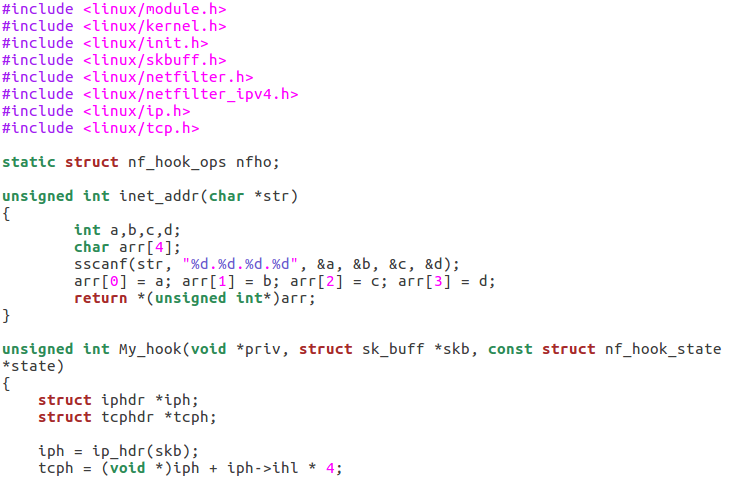 #include <linux/module.h>
#include <linux/kernel.h>
#include <linux/init.h>
#include <linux/skbuff.h>
#include <linux/netfilter.h>
#include <linux/netfilter_ipv4.h>
#include <linux/ip.h>
#include <linux/tcp.h>

static struct nf_hook_ops nfho;

unsigned int inet_addr(char *str)
{
        int a,b,c,d;
        char arr[4];
        sscanf(str, "%d.%d.%d.%d", &a, &b, &c, &d);
        arr[0] = a; arr[1] = b; arr[2] = c; arr[3] = d;
        return *(unsigned int*)arr;
}

unsigned int My_hook(void *priv, struct sk_buff *skb, const struct nf_hook_state
*state)
{
    struct iphdr *iph;
    struct tcphdr *tcph;

    iph = ip_hdr(skb);
    tcph = (void *)iph + iph->ihl * 4;